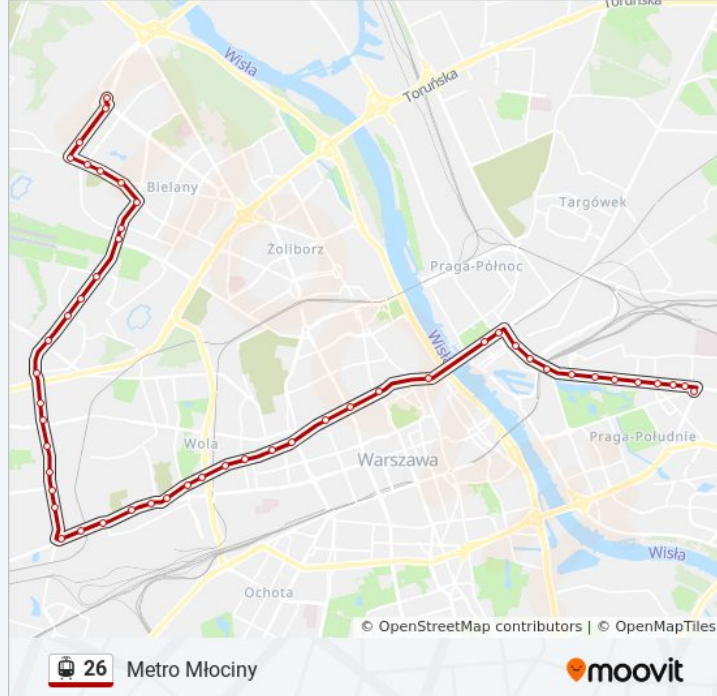 Toruńska
Wisła
Toruńska
Bielany
Targówek
Żoliborz
Praga-Północ
Wisła
Praga-Południe
Wola
Warszawa
Wisła
Ochota
© OpenStreetMap contributors | © OpenMapTiles
26 Metro Młociny
moovit